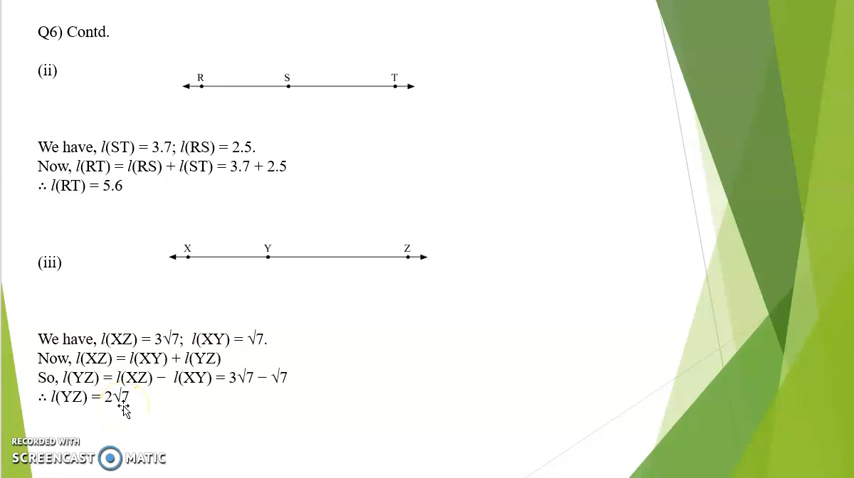 Q6) Contd.
(ii)
R S T
We have, l(ST) = 3.7; l(RS) = 2.5.
Now, l(RT) = l(RS) + l(ST) = 3.7 + 2.5
∴ l(RT) = 5.6
X Y Z
(iii)
We have, l(XZ) = 3√7; l(XY) = √7.
Now, l(XZ) = l(XY) + l(YZ)
So, l(YZ) = l(XZ) − l(XY) = 3√7 − √7
∴ l(YZ) = 2√7
RECORDED WITH
SCREENCAST MATIC